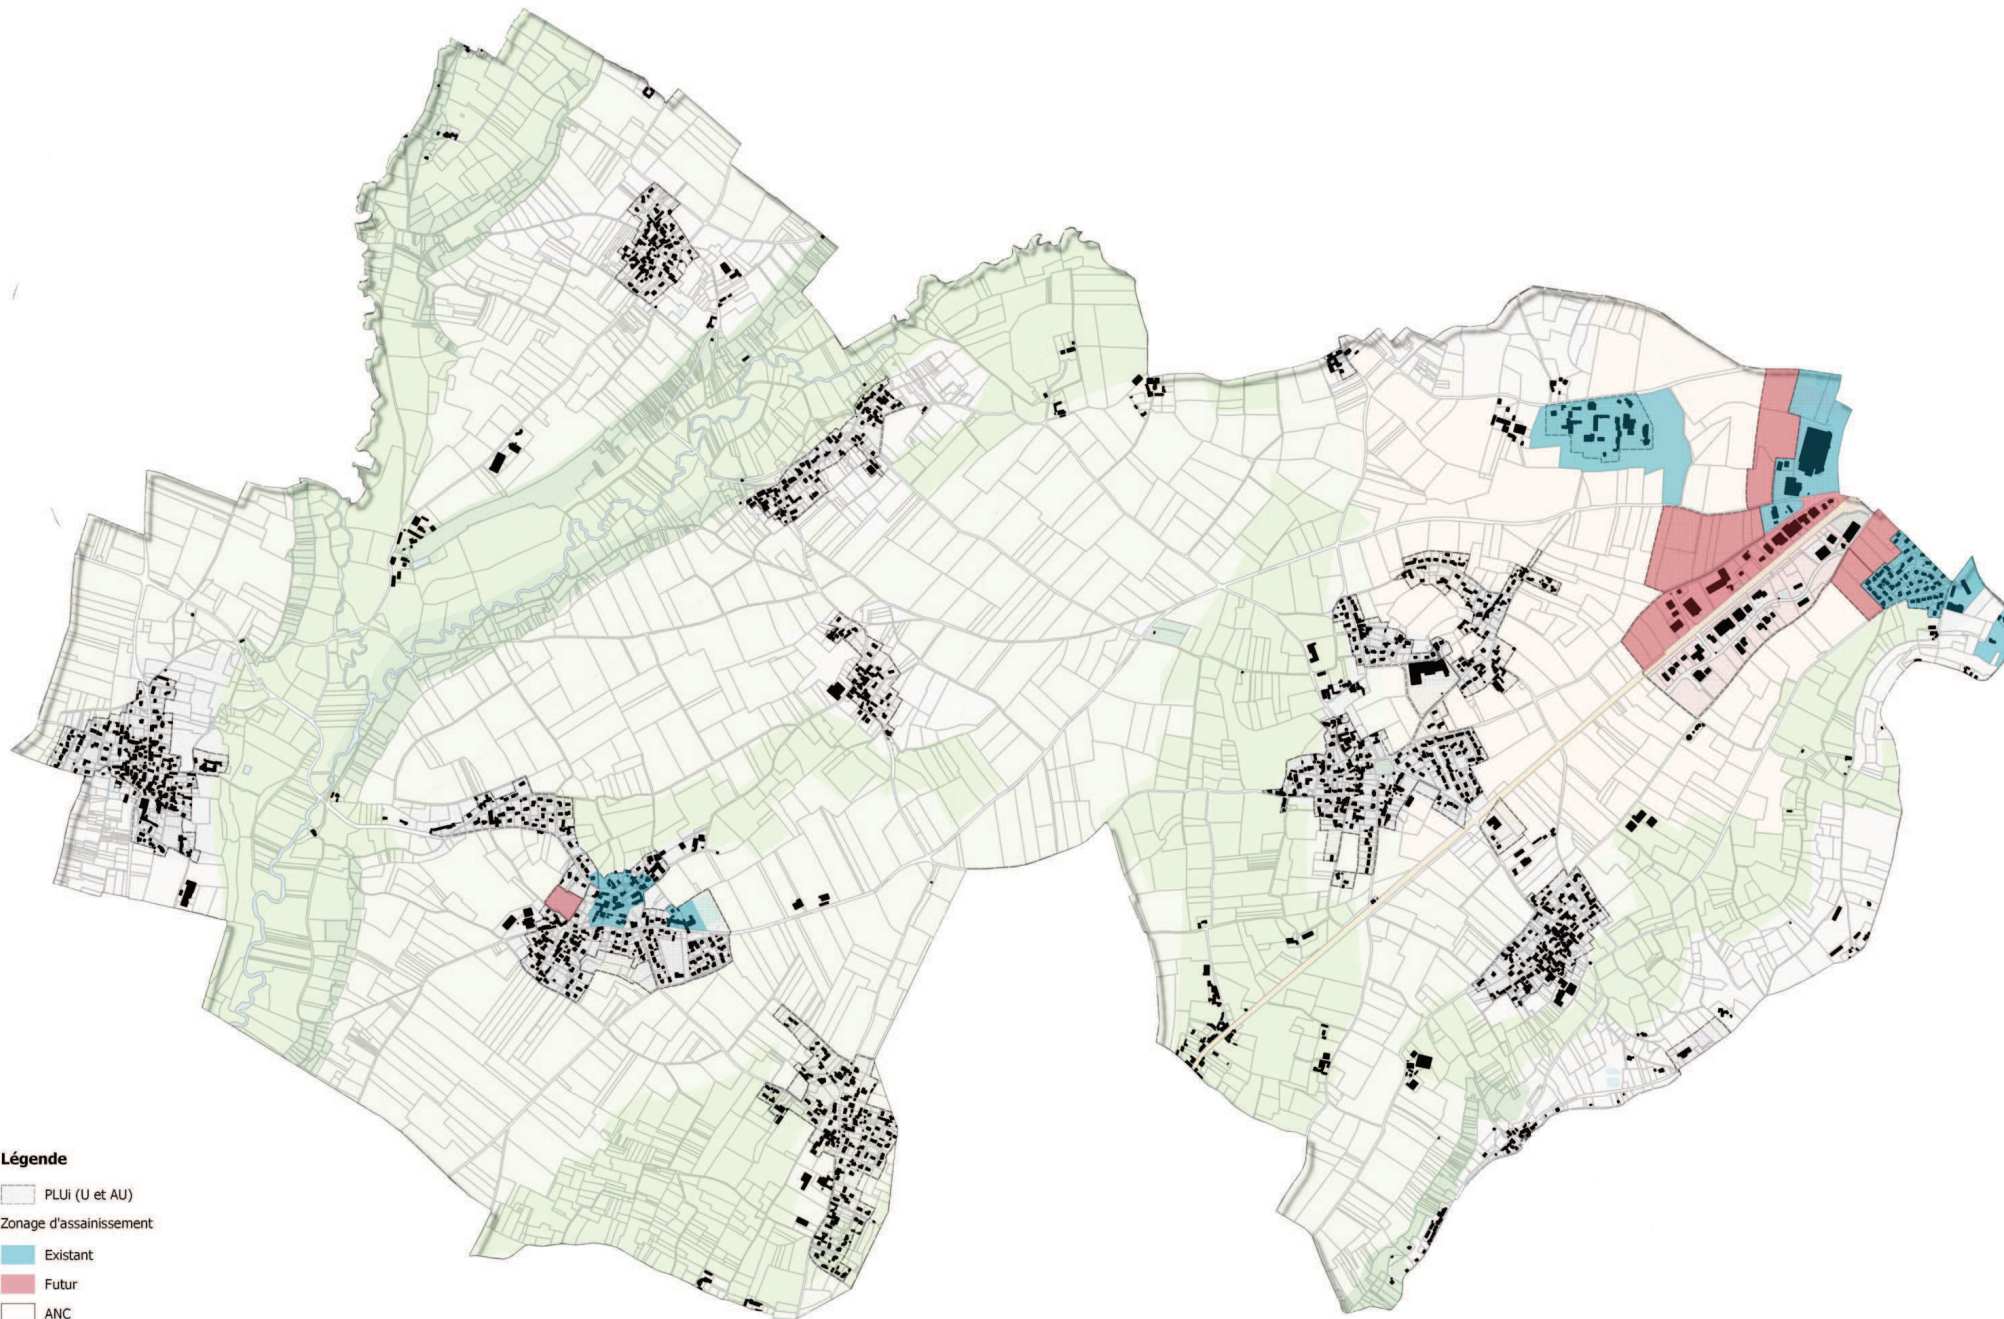 Légende
PLUi (U et AU)
Zonage d'assainissement
Existant
Futur
ANC